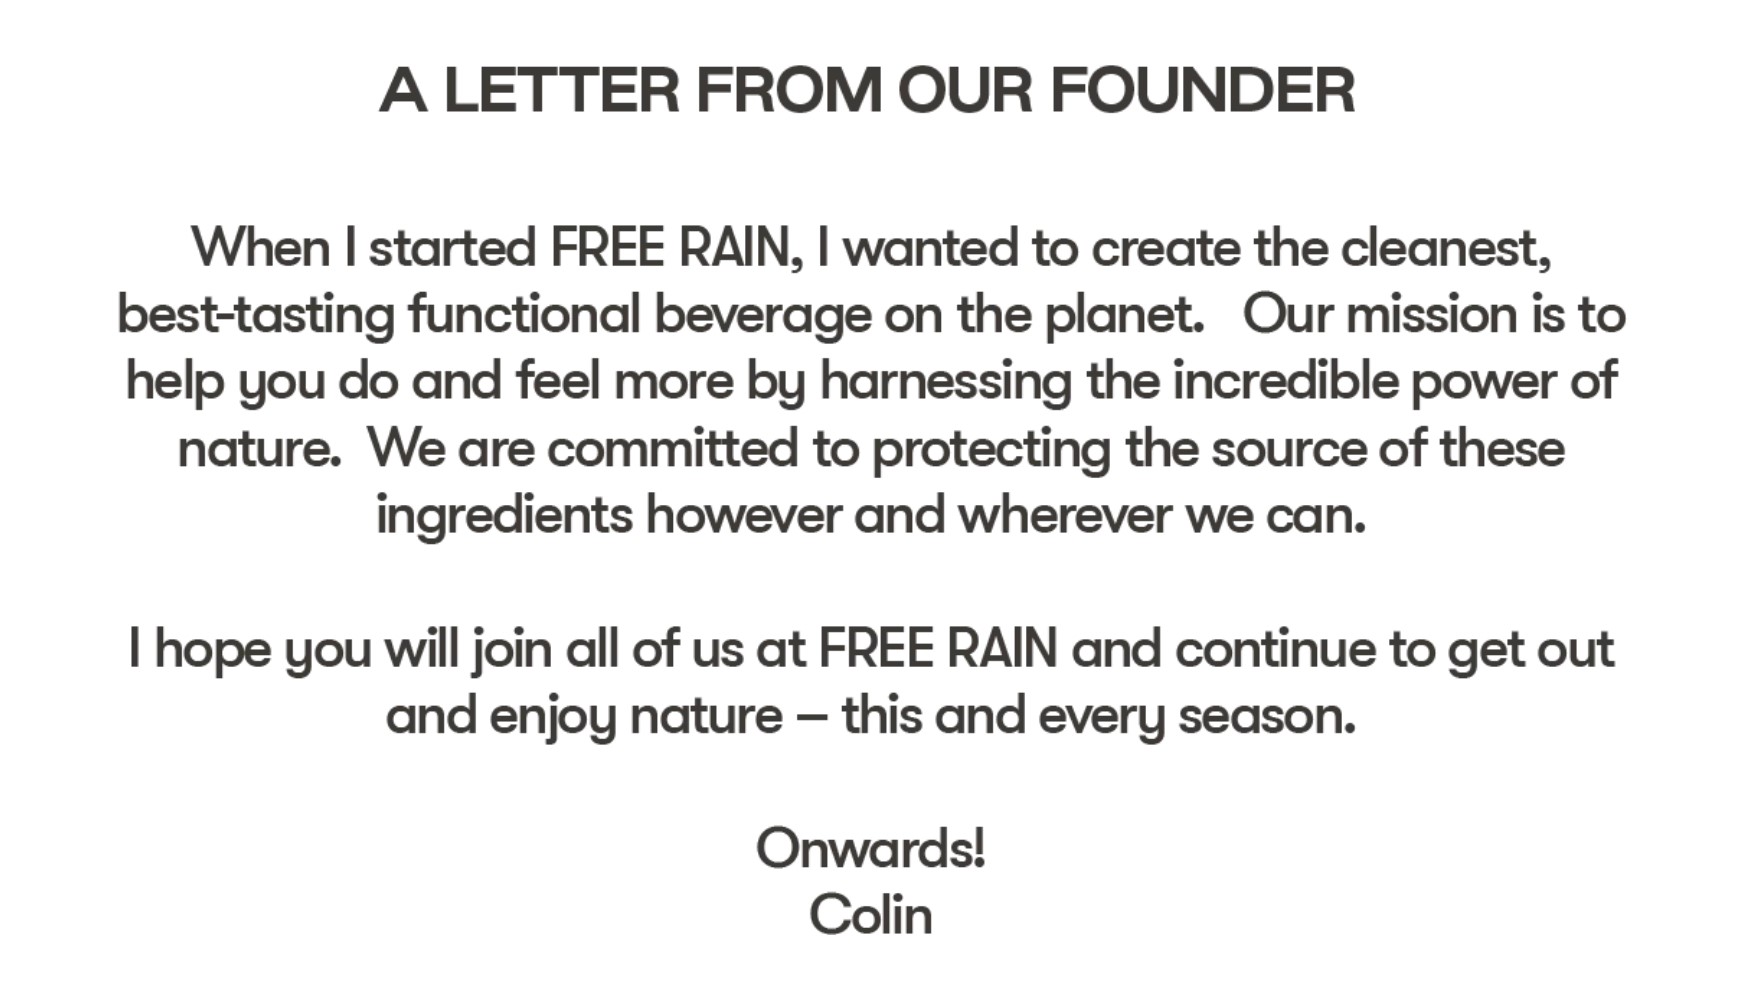 A LETTER FROM OUR FOUNDER
When I started FREE RAIN, I wanted to create the cleanest,
best-tasting functional beverage on the planet.   Our mission is to
help you do and feel more by harnessing the incredible power of
nature.  We are committed to protecting the source of these
ingredients however and wherever we can.
I hope you will join all of us at FREE RAIN and continue to get out
and enjoy nature – this and every season.
Onwards!
Colin